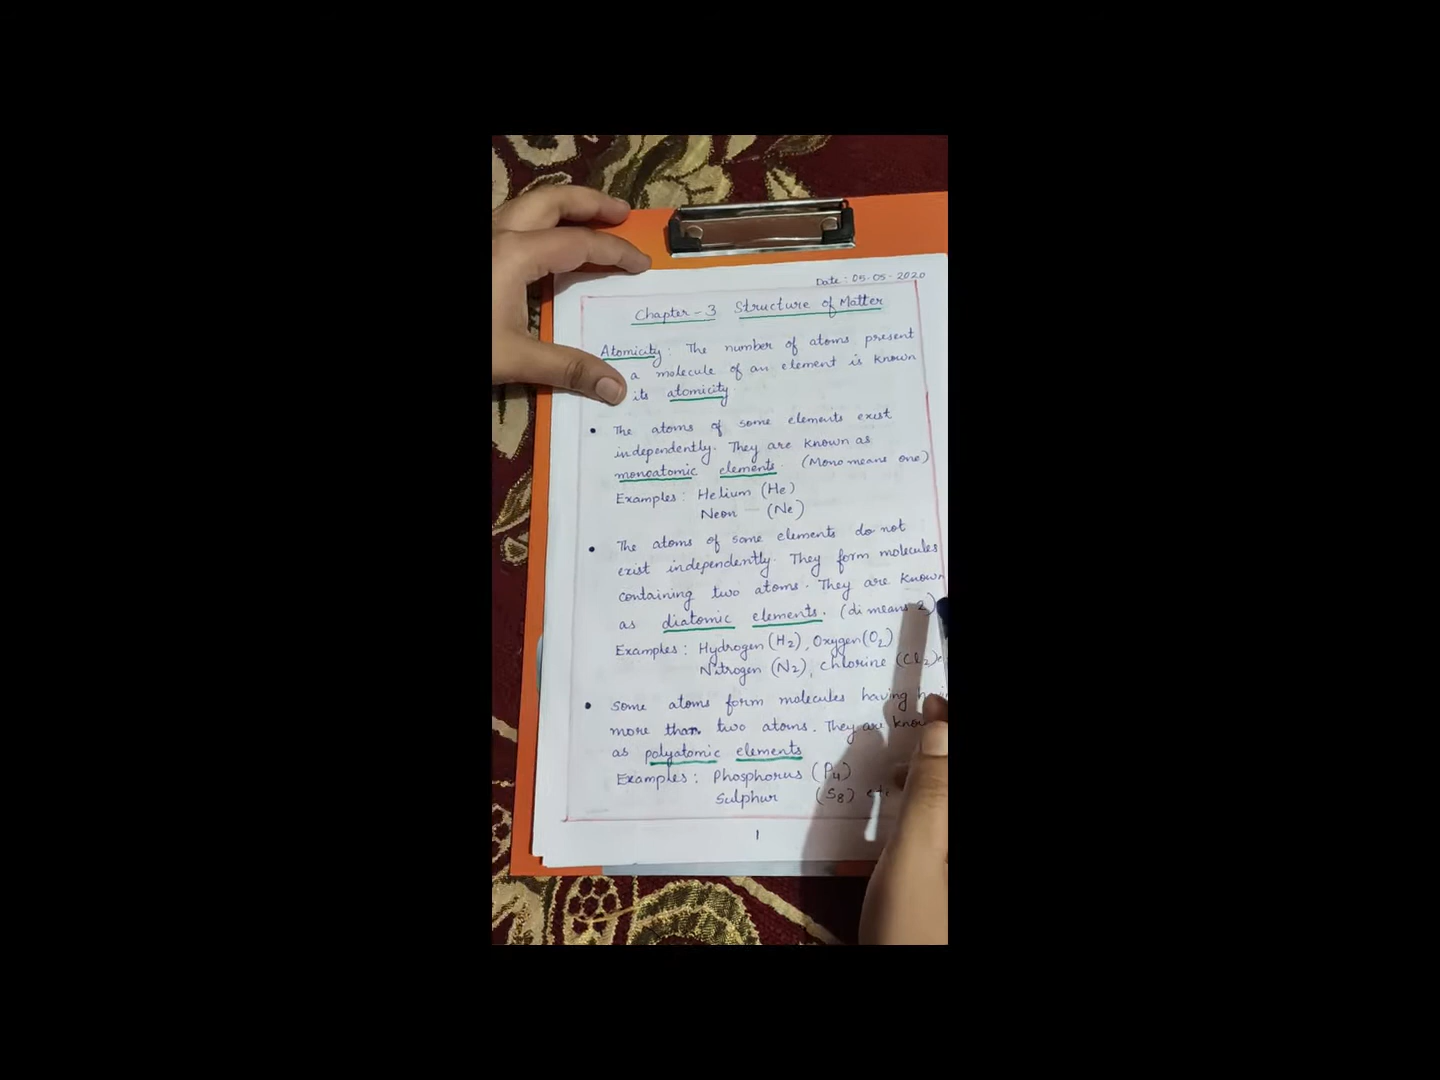 Date : 05-05-2020
Chapter - 3 Structure of Matter
Atomicity : The number of atoms present
a molecule of an element is known
its atomicity.
• The atoms of some elements exist
independently. They are known as
monoatomic elements. (Mono means one)
Examples : Helium (He)
Neon (Ne)
• The atoms of some elements do not
exist independently. They form molecules
containing two atoms. They are known
as diatomic elements. (di means 2)
Examples : Hydrogen (H2), Oxygen (O2)
Nitrogen (N2), chlorine (Cl2)
• Some atoms form molecules having
more than two atoms. They are
as polyatomic elements
Examples : Phosphorus (P4)
Sulphur (S8) etc
1